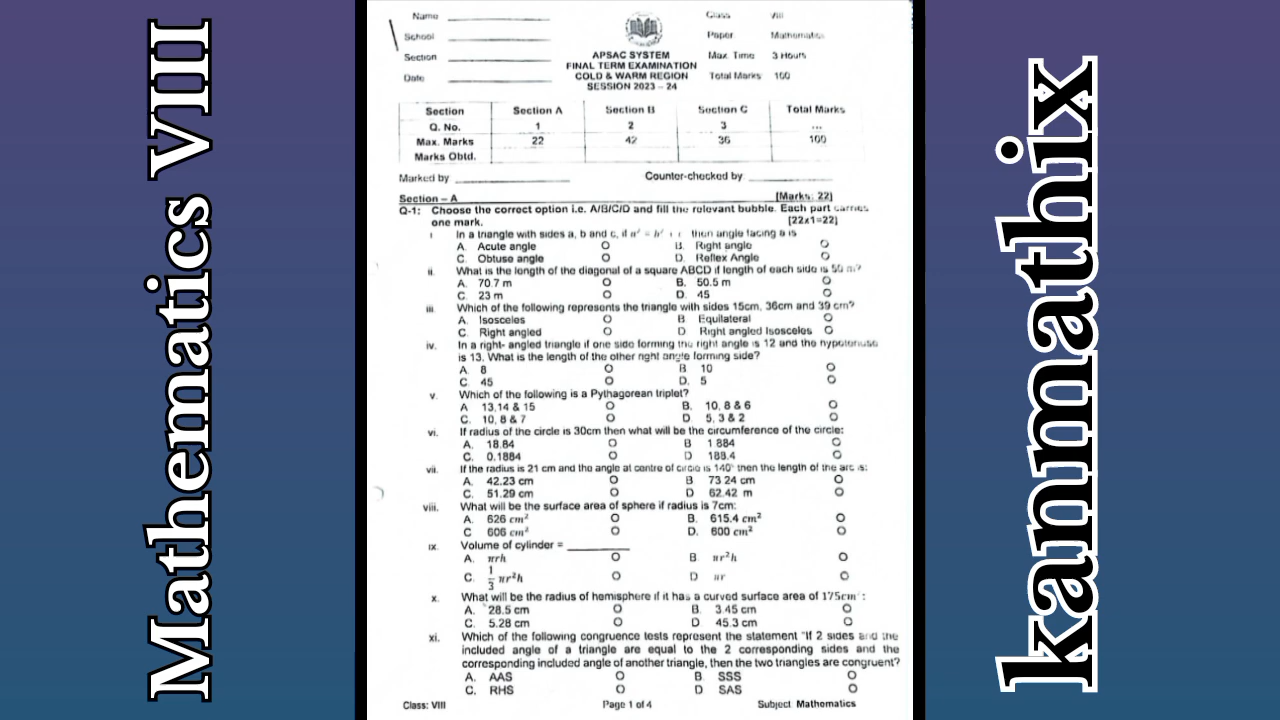 Mathematics VIII
Name
School
Section
Date
APSAC SYSTEM
FINAL TERM EXAMINATION
COLD & WARM REGION
SESSION 2023 – 24
Class VIII
Paper Mathematics
Max. Time 3 Hours
Total Marks 100
Section Section A Section B Section C Total Marks
Q. No. 1 2 3 ...
Max. Marks 22 42 36 100
Marks Obtd.
Marked by Counter-checked by
Section – A [Marks: 22]
Q-1: Choose the correct option i.e. A/B/C/D and fill the relevant bubble. Each part carries
one mark. [22x1=22]
i In a triangle with sides a, b and c, if then angle facing a is
A. Acute angle B. Right angle
C. Obtuse angle D. Reflex Angle
ii. What is the length of the diagonal of a square ABCD if length of each side is 50 m?
A. 70.7 m B. 50.5 m
C. 23 m D. 45
iii. Which of the following represents the triangle with sides 15cm, 36cm and 39 cm?
A. Isosceles B Equilateral
C. Right angled D Right angled Isosceles
iv. In a right- angled triangle if one side forming the right angle is 12 and the hypotenuse
is 13. What is the length of the other right angle forming side?
A. 8 B 10
C. 45 D. 5
v. Which of the following is a Pythagorean triplet?
A 13,14 & 15 B. 10, 8 & 6
C. 10, 8 & 7 D 5, 3 & 2
vi. If radius of the circle is 30cm then what will be the circumference of the circle:
A. 18.84 B 1 884
C. 0.1884 D 188.4
vii. If the radius is 21 cm and the angle at centre of circle is 140° then the length of the arc is:
A. 42.23 cm B 73 24 cm
C. 51.29 cm D 62.42 m
viii. What will be the surface area of sphere if radius is 7cm:
A. 626 cm² B. 615.4 cm²
C 606 cm² D. 600 cm²
ix. Volume of cylinder = ________
A. πrh B πr²h
C. 1/3 πr²h D πr
x. What will be the radius of hemisphere if it has a curved surface area of 175cm²:
A. 28.5 cm B. 3.45 cm
C. 5.28 cm D 45.3 cm
xi. Which of the following congruence tests represent the statement "If 2 sides and the
included angle of a triangle are equal to the 2 corresponding sides and the
corresponding included angle of another triangle, then the two triangles are congruent?
A. AAS B SSS
C. RHS D SAS
Class: VIII Page 1 of 4 Subject Mathematics
kanmathix